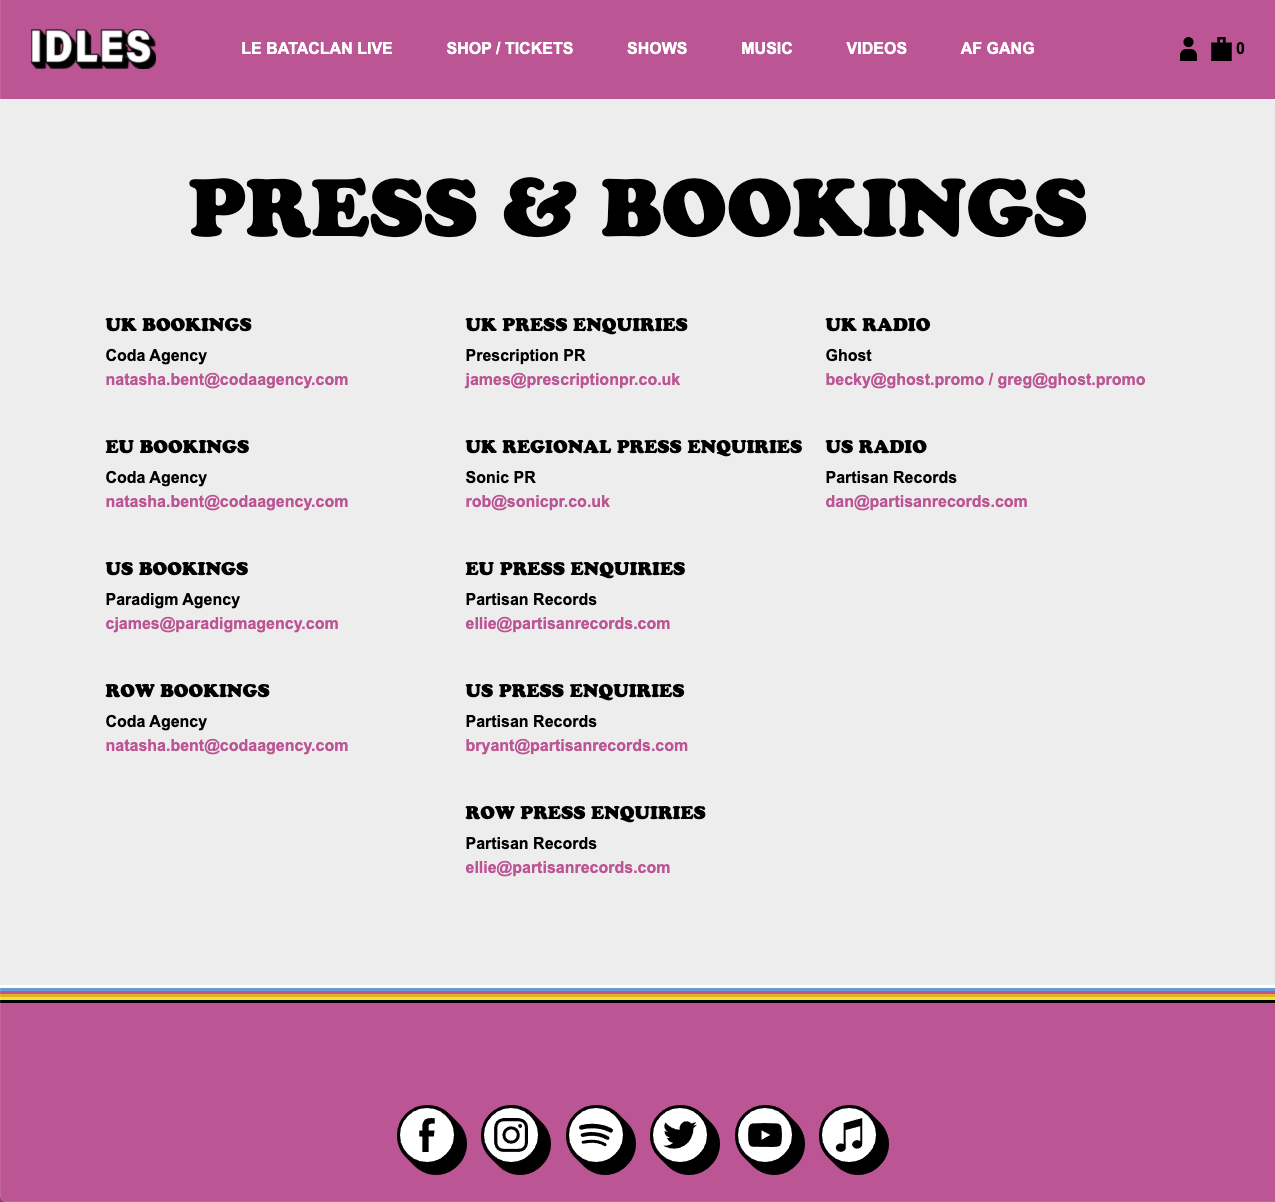 IDLES
LE BATACLAN LIVE SHOP / TICKETS SHOWS MUSIC VIDEOS AF GANG 0
PRESS & BOOKINGS
UK BOOKINGS
Coda Agency
natasha.bent@codaagency.com
EU BOOKINGS
Coda Agency
natasha.bent@codaagency.com
US BOOKINGS
Paradigm Agency
cjames@paradigmagency.com
ROW BOOKINGS
Coda Agency
natasha.bent@codaagency.com
UK PRESS ENQUIRIES
Prescription PR
james@prescriptionpr.co.uk
UK REGIONAL PRESS ENQUIRIES
Sonic PR
rob@sonicpr.co.uk
EU PRESS ENQUIRIES
Partisan Records
ellie@partisanrecords.com
US PRESS ENQUIRIES
Partisan Records
bryant@partisanrecords.com
ROW PRESS ENQUIRIES
Partisan Records
ellie@partisanrecords.com
UK RADIO
Ghost
becky@ghost.promo / greg@ghost.promo
US RADIO
Partisan Records
dan@partisanrecords.com